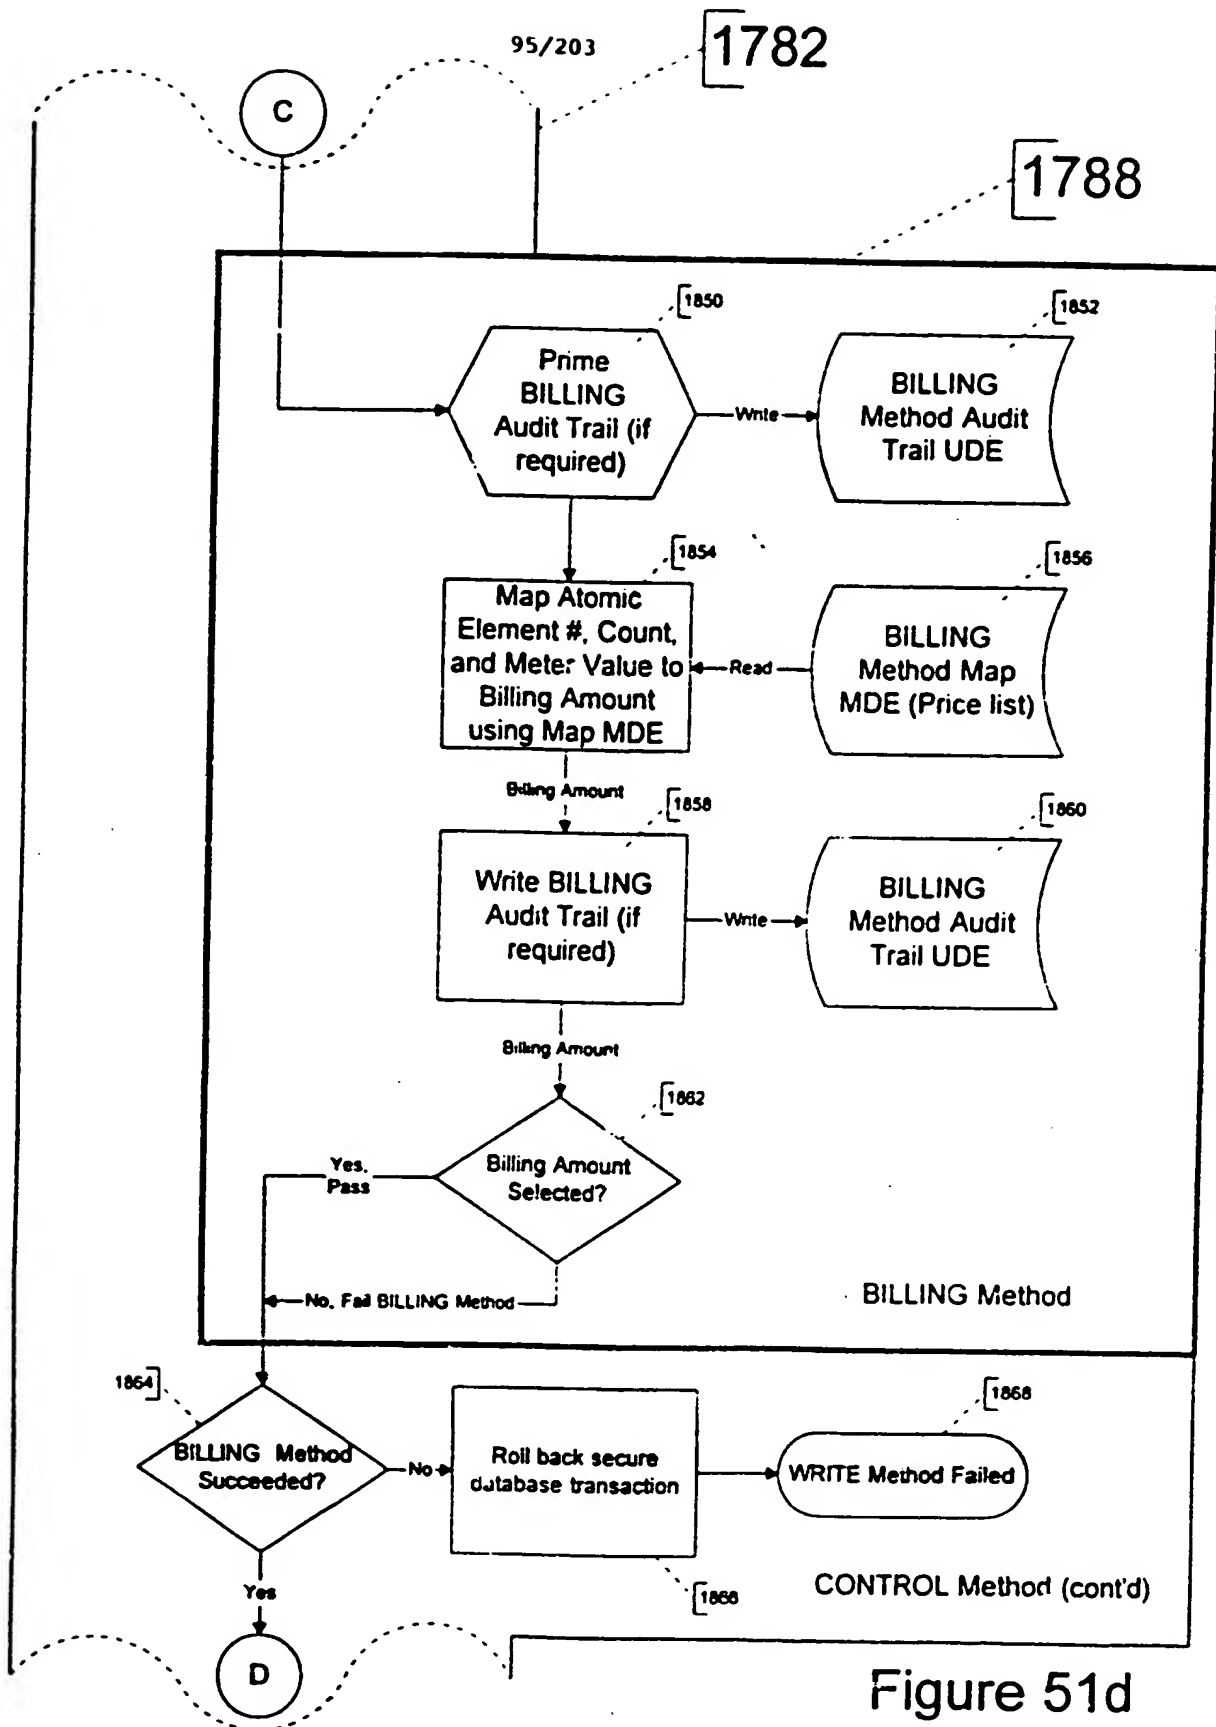 95/203
1782
C
1788
1850
Prime
BILLING
Audit Trail (if
required)
Write
1852
BILLING
Method Audit
Trail UDE
1854
Map Atomic
Element #, Count,
and Meter Value to
Billing Amount
using Map MDE
Read
1856
BILLING
Method Map
MDE (Price list)
Billing Amount
1858
Write BILLING
Audit Trail (if
required)
Write
1860
BILLING
Method Audit
Trail UDE
Billing Amount
1862
Billing Amount
Selected?
Yes,
Pass
No, Fail BILLING Method
BILLING Method
1864
BILLING Method
Succeeded?
No
Roll back secure
database transaction
1866
1868
WRITE Method Failed
Yes
CONTROL Method (cont'd)
D
Figure 51d